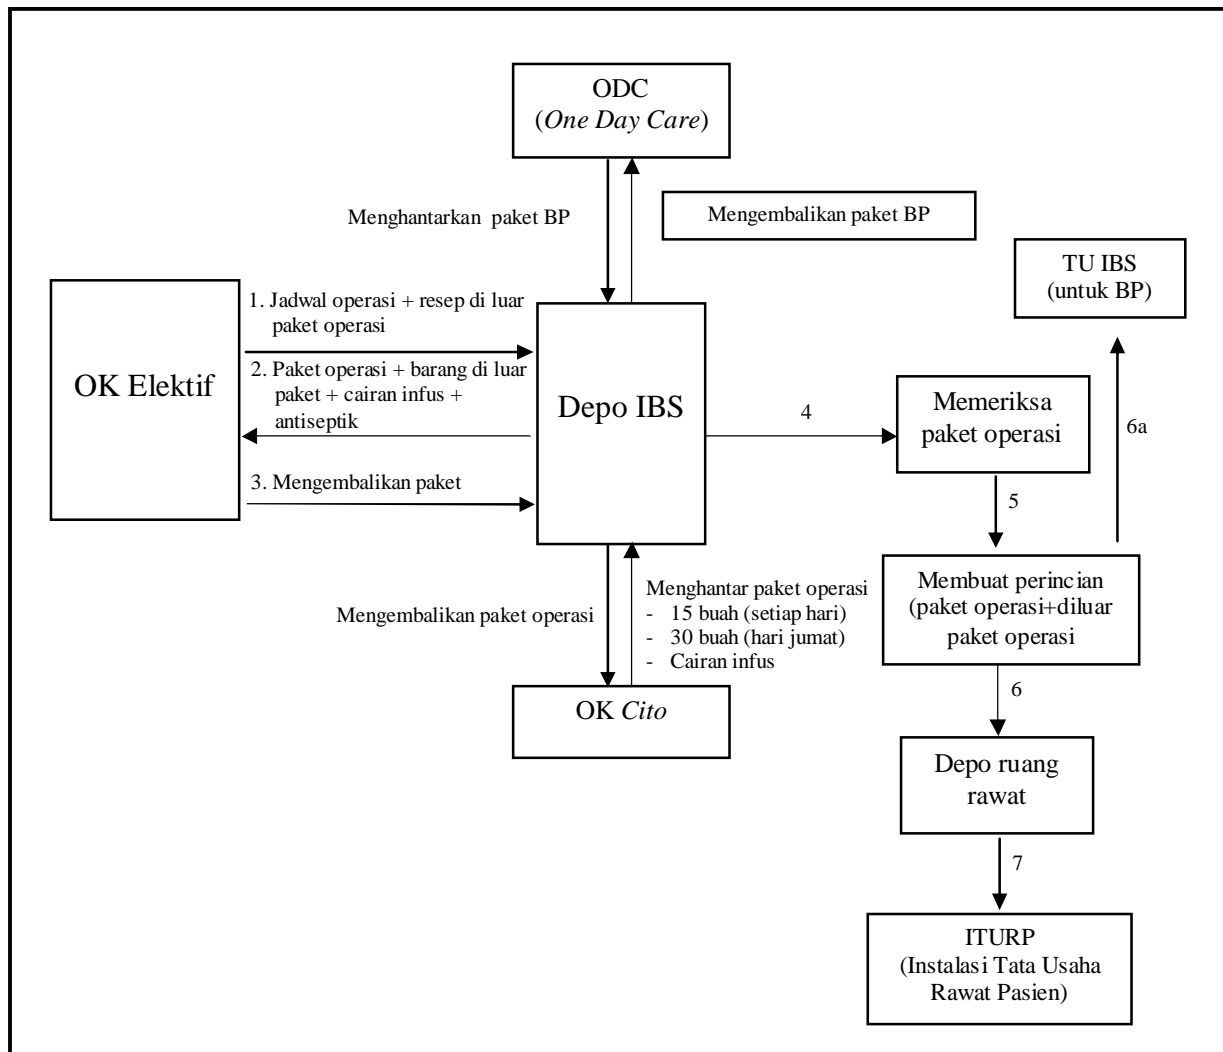 ODC
(One Day Care)
Menghantarkan paket BP
Mengembalikan paket BP
TU IBS
(untuk BP)
OK Elektif
1. Jadwal operasi + resep di luar
paket operasi
2. Paket operasi + barang di luar
paket + cairan infus +
antiseptik
3. Mengembalikan paket
Depo IBS
4
Memeriksa
paket operasi
6a
5
Membuat perincian
(paket operasi+diluar
paket operasi
Mengembalikan paket operasi
Menghantar paket operasi
- 15 buah (setiap hari)
- 30 buah (hari jumat)
- Cairan infus
OK Cito
6
Depo ruang
rawat
7
ITURP
(Instalasi Tata Usaha
Rawat Pasien)